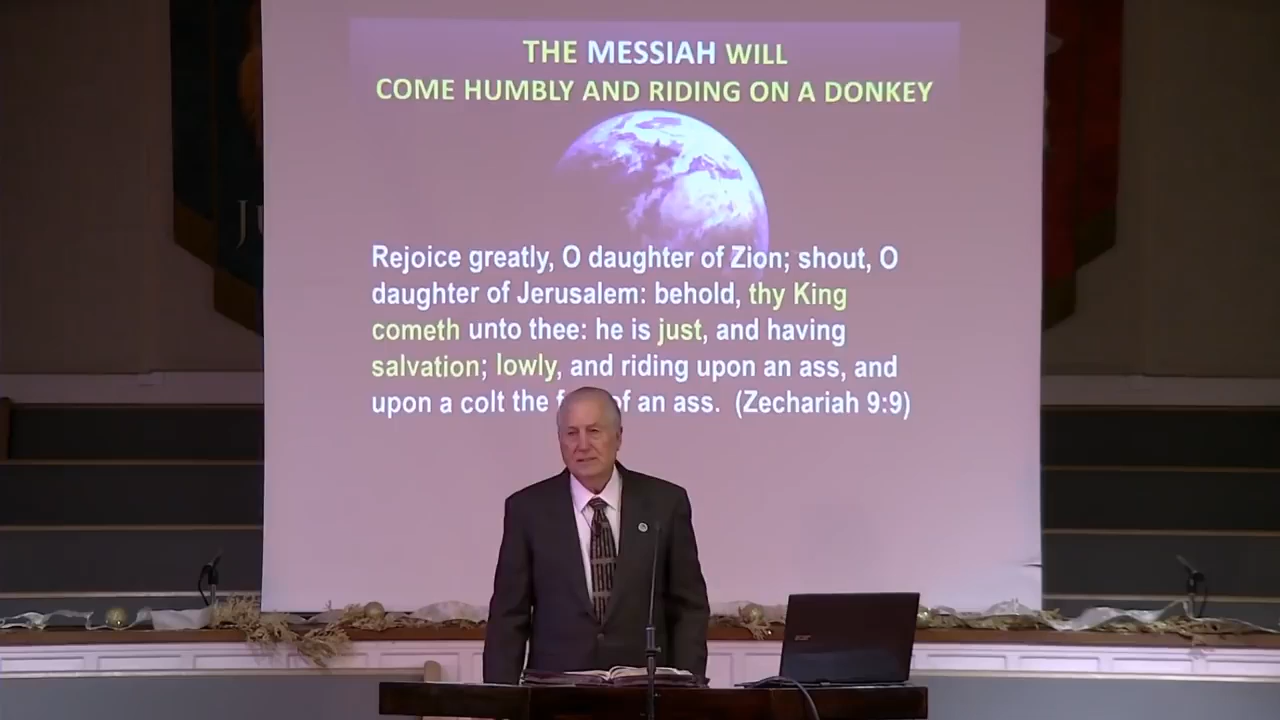 THE MESSIAH WILL
COME HUMBLY AND RIDING ON A DONKEY
Rejoice greatly, O daughter of Zion; shout, O
daughter of Jerusalem: behold, thy King
cometh unto thee: he is just, and having
salvation; lowly, and riding upon an ass, and
upon a colt the of an ass. (Zechariah 9:9)